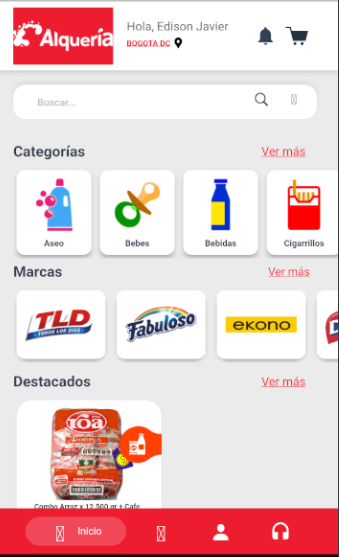 Alquería
Hola, Edison Javier
BOGOTA DC
Buscar...
Categorías
Ver más
Aseo
Bebes
Bebidas
Cigarrillos
Marcas
Ver más
TLD
TODOS LOS DIAS
Fabuloso
ekono
Destacados
Ver más
roa
FORTIPLUS
Combo Arroz x 12.500 gr + Cafe
Inicio